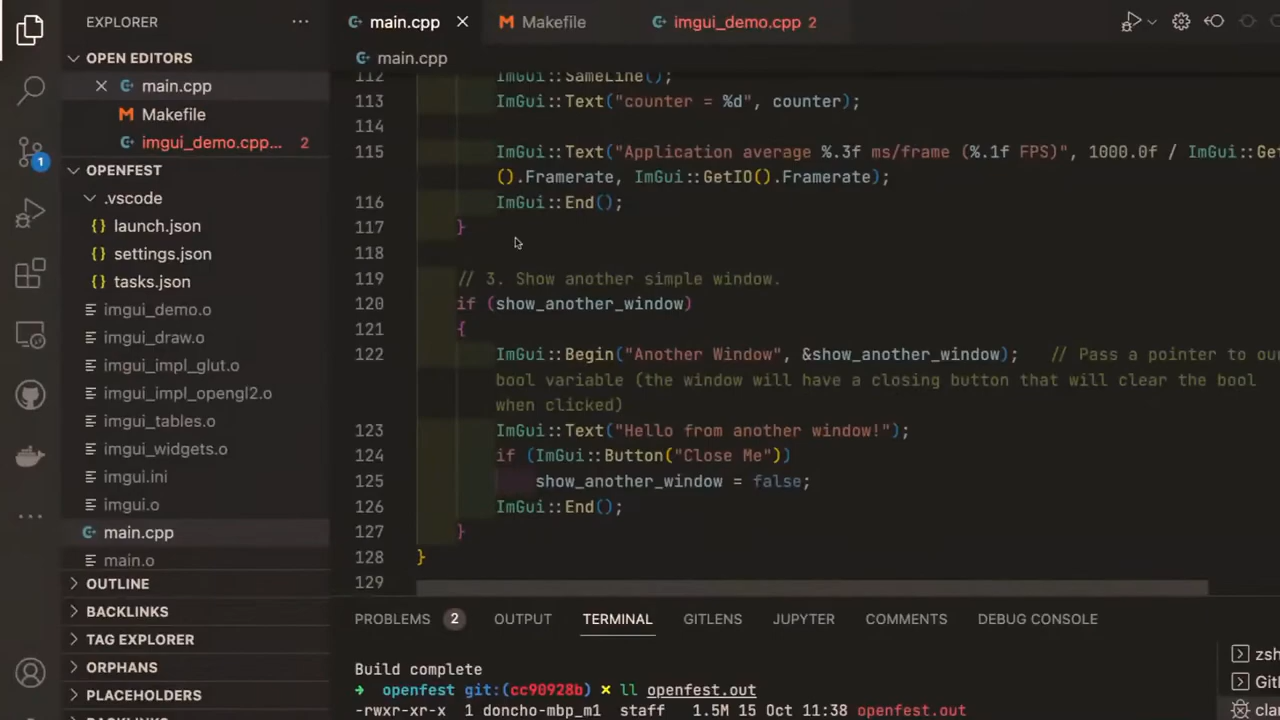 EXPLORER
OPEN EDITORS
main.cpp
Makefile
imgui_demo.cpp... 2
1
OPENFEST
.vscode
{} launch.json
{} settings.json
{} tasks.json
imgui_demo.o
imgui_draw.o
imgui_impl_glut.o
imgui_impl_opengl2.o
imgui_tables.o
imgui_widgets.o
imgui.ini
imgui.o
main.cpp
main.o
OUTLINE
BACKLINKS
TAG EXPLORER
ORPHANS
PLACEHOLDERS
main.cpp
Makefile
imgui_demo.cpp 2
main.cpp
112 ImGui::SameLine();
113 ImGui::Text("counter = %d", counter);
114
115 ImGui::Text("Application average %.3f ms/frame (%.1f FPS)", 1000.0f / ImGui::Get
().Framerate, ImGui::GetIO().Framerate);
116 ImGui::End();
117 }
118
119 // 3. Show another simple window.
120 if (show_another_window)
121 {
122 ImGui::Begin("Another Window", &show_another_window); // Pass a pointer to our
bool variable (the window will have a closing button that will clear the bool
when clicked)
123 ImGui::Text("Hello from another window!");
124 if (ImGui::Button("Close Me"))
125 show_another_window = false;
126 ImGui::End();
127 }
128 }
129
PROBLEMS 2 OUTPUT TERMINAL GITLENS JUPYTER COMMENTS DEBUG CONSOLE
Build complete
➜ openfest git:(cc90928b) ✗ ll openfest.out
-rwxr-xr-x 1 doncho-mbp_m1 staff 1.5M 15 Oct 11:38 openfest.out
zsh